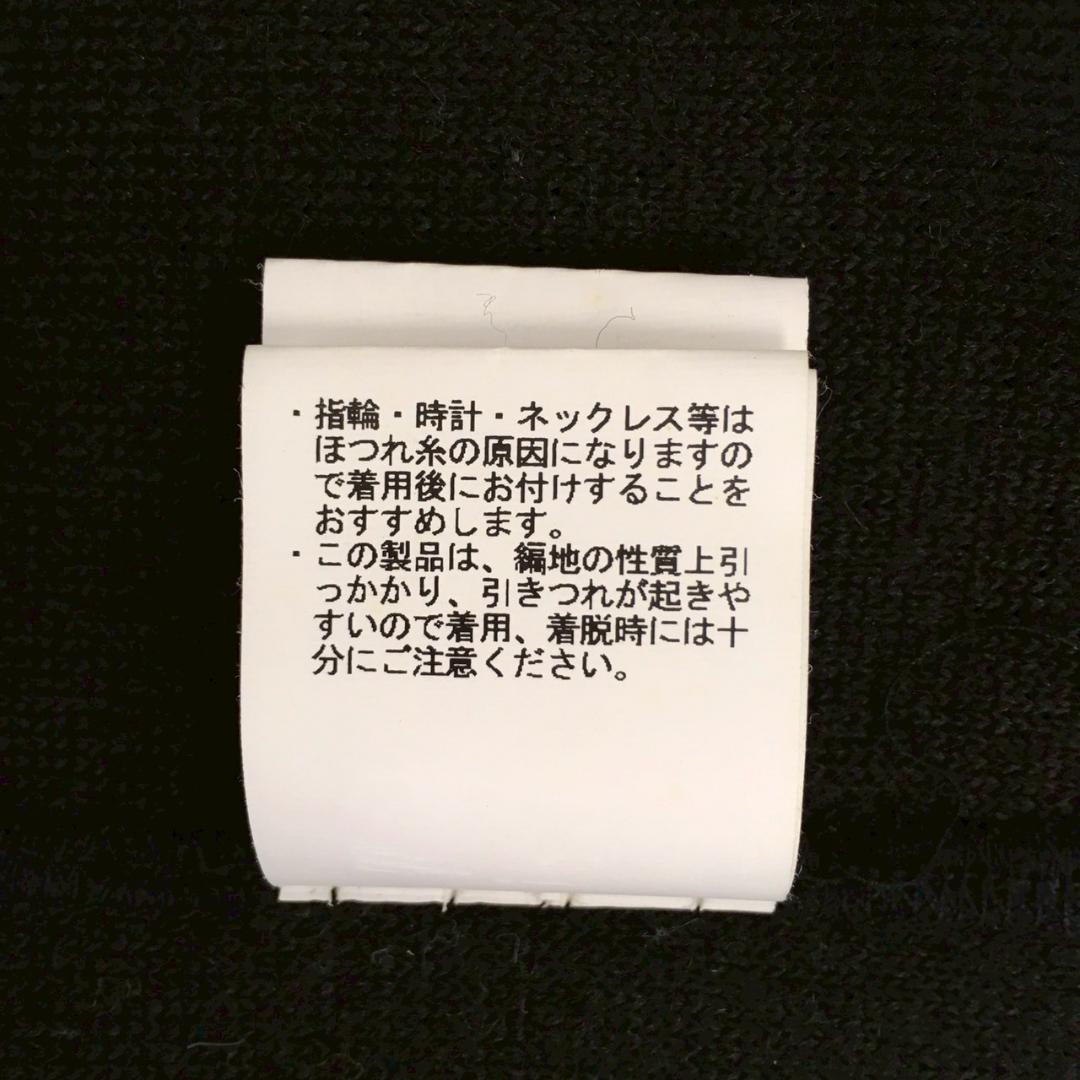 ・指輪・時計・ネックレス等は
ほつれ糸の原因になりますの
で着用後にお付けすることを
おすすめします。
・この製品は、編地の性質上引
っかかり、引きつれが起きや
すいので着用、着脱時には十
分にご注意ください。